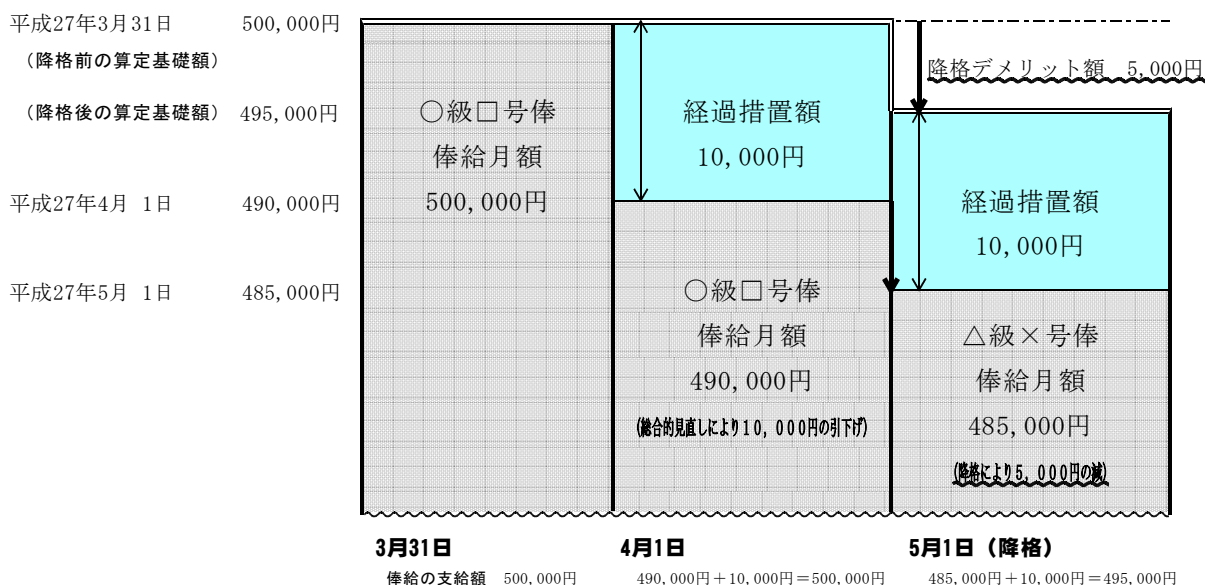 平成27年3月31日 500,000円
(降格前の算定基礎額)
(降格後の算定基礎額) 495,000円
平成27年4月 1日 490,000円
平成27年5月 1日 485,000円
○級□号俸
俸給月額
500,000円
経過措置額
10,000円
○級□号俸
俸給月額
490,000円
(総合的見直しにより10,000円の引下げ)
降格デメリット額 5,000円
経過措置額
10,000円
△級×号俸
俸給月額
485,000円
(降格により5,000円の減)
3月31日 4月1日 5月1日(降格)
俸給の支給額 500,000円 490,000円+10,000円=500,000円 485,000円+10,000円=495,000円